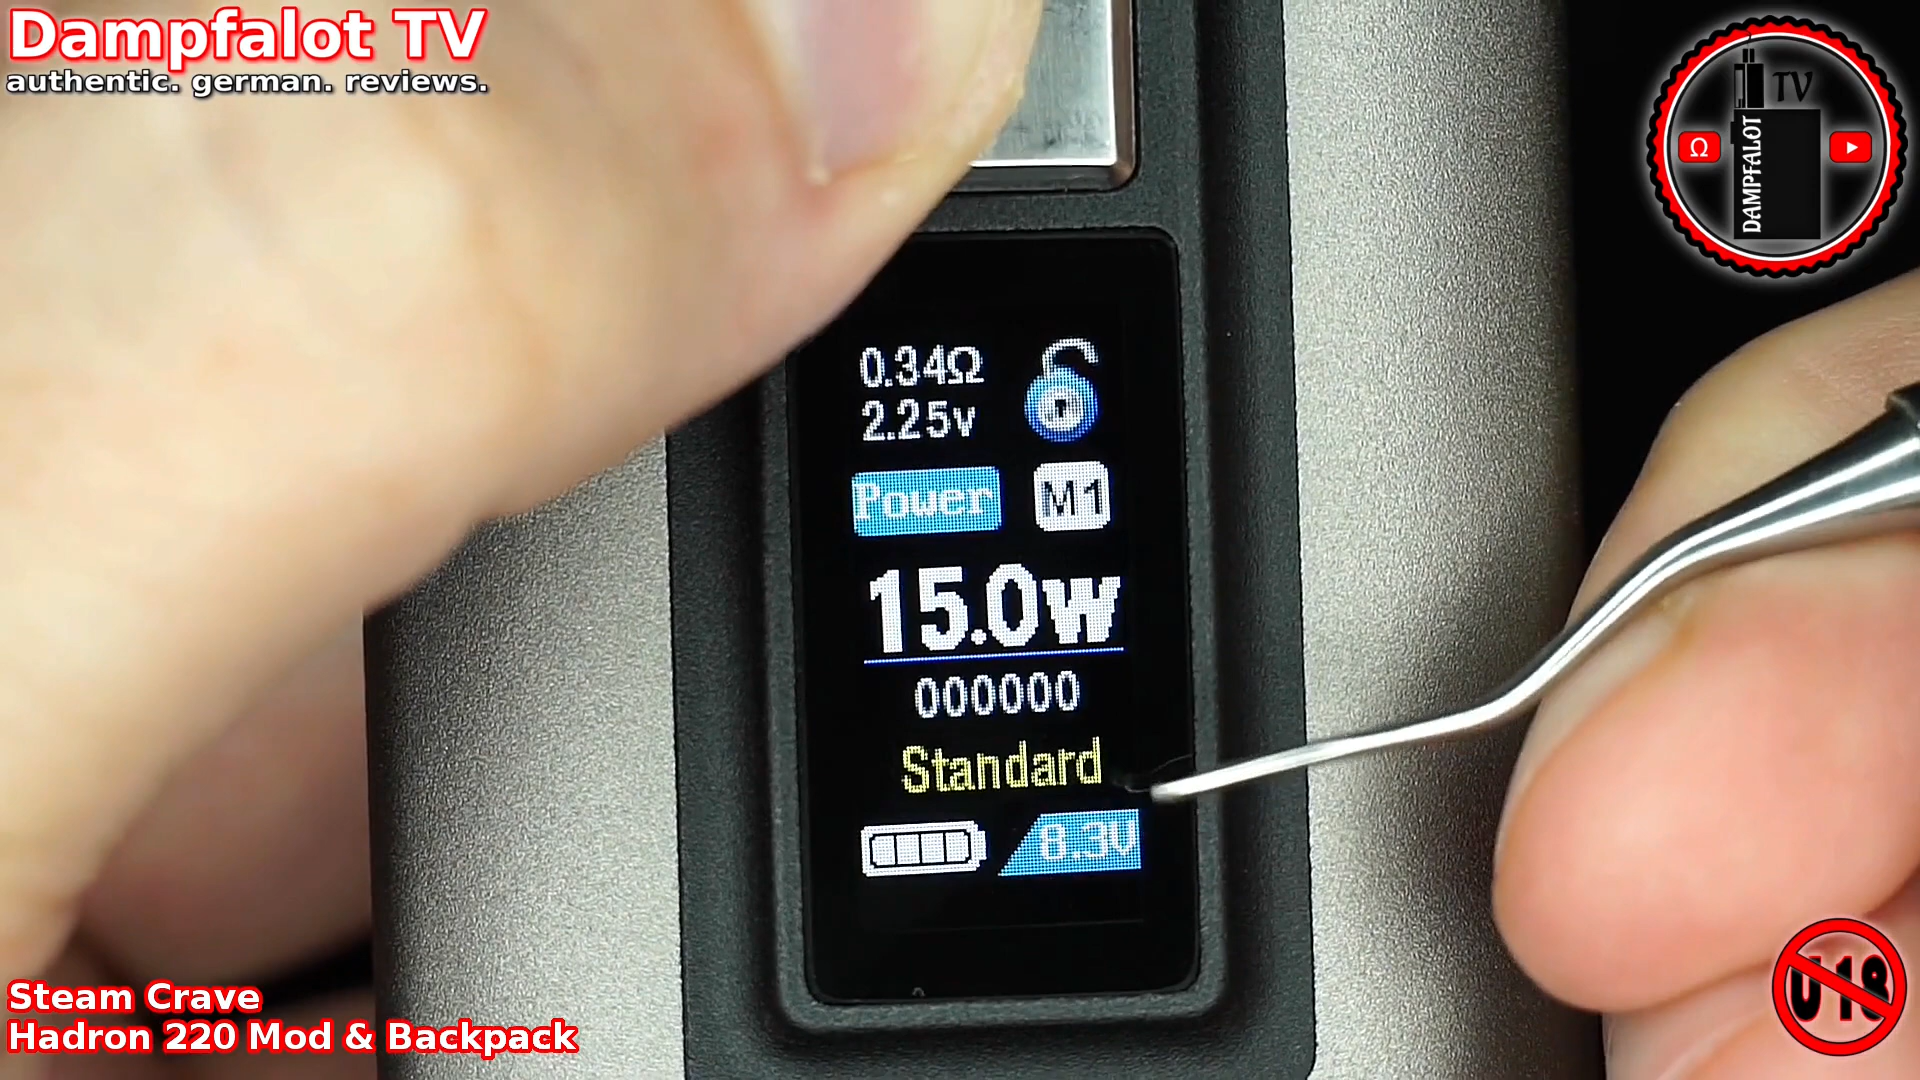 Dampfalot TV
authentic. german. reviews.
TV
Ω
DAMPFALOT
0.34Ω
2.25v
Power
M1
15.0w
000000
Standard
8.3V
Steam Crave
Hadron 220 Mod & Backpack
U18